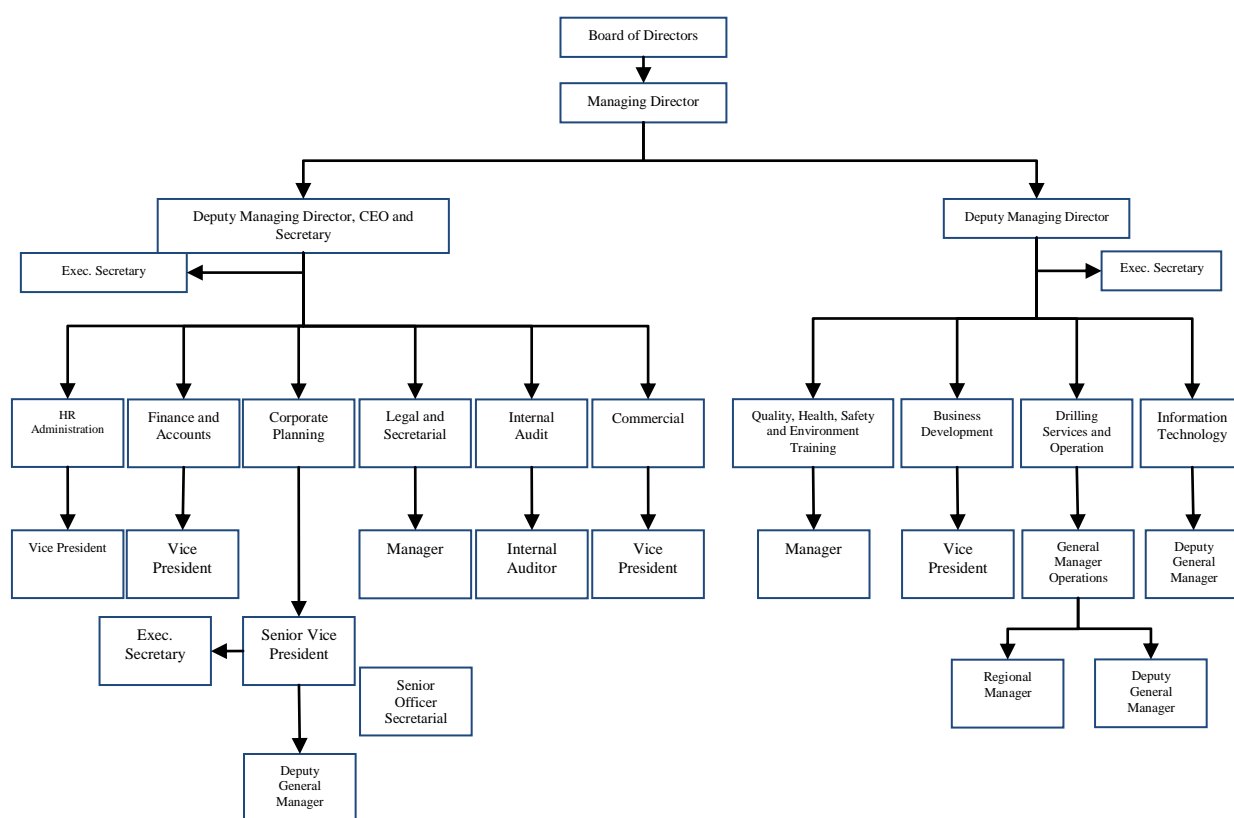 Board of Directors
Managing Director
Deputy Managing Director, CEO and
Secretary
Deputy Managing Director
Exec. Secretary
Exec. Secretary
HR
Administration
Finance and
Accounts
Corporate
Planning
Legal and
Secretarial
Internal
Audit
Commercial
Quality, Health, Safety
and Environment
Training
Business
Development
Drilling
Services and
Operation
Information
Technology
Vice President
Vice
President
Manager
Internal
Auditor
Vice
President
Manager
Vice
President
General
Manager
Operations
Deputy
General
Manager
Exec.
Secretary
Senior Vice
President
Senior
Officer
Secretarial
Regional
Manager
Deputy
General
Manager
Deputy
General
Manager